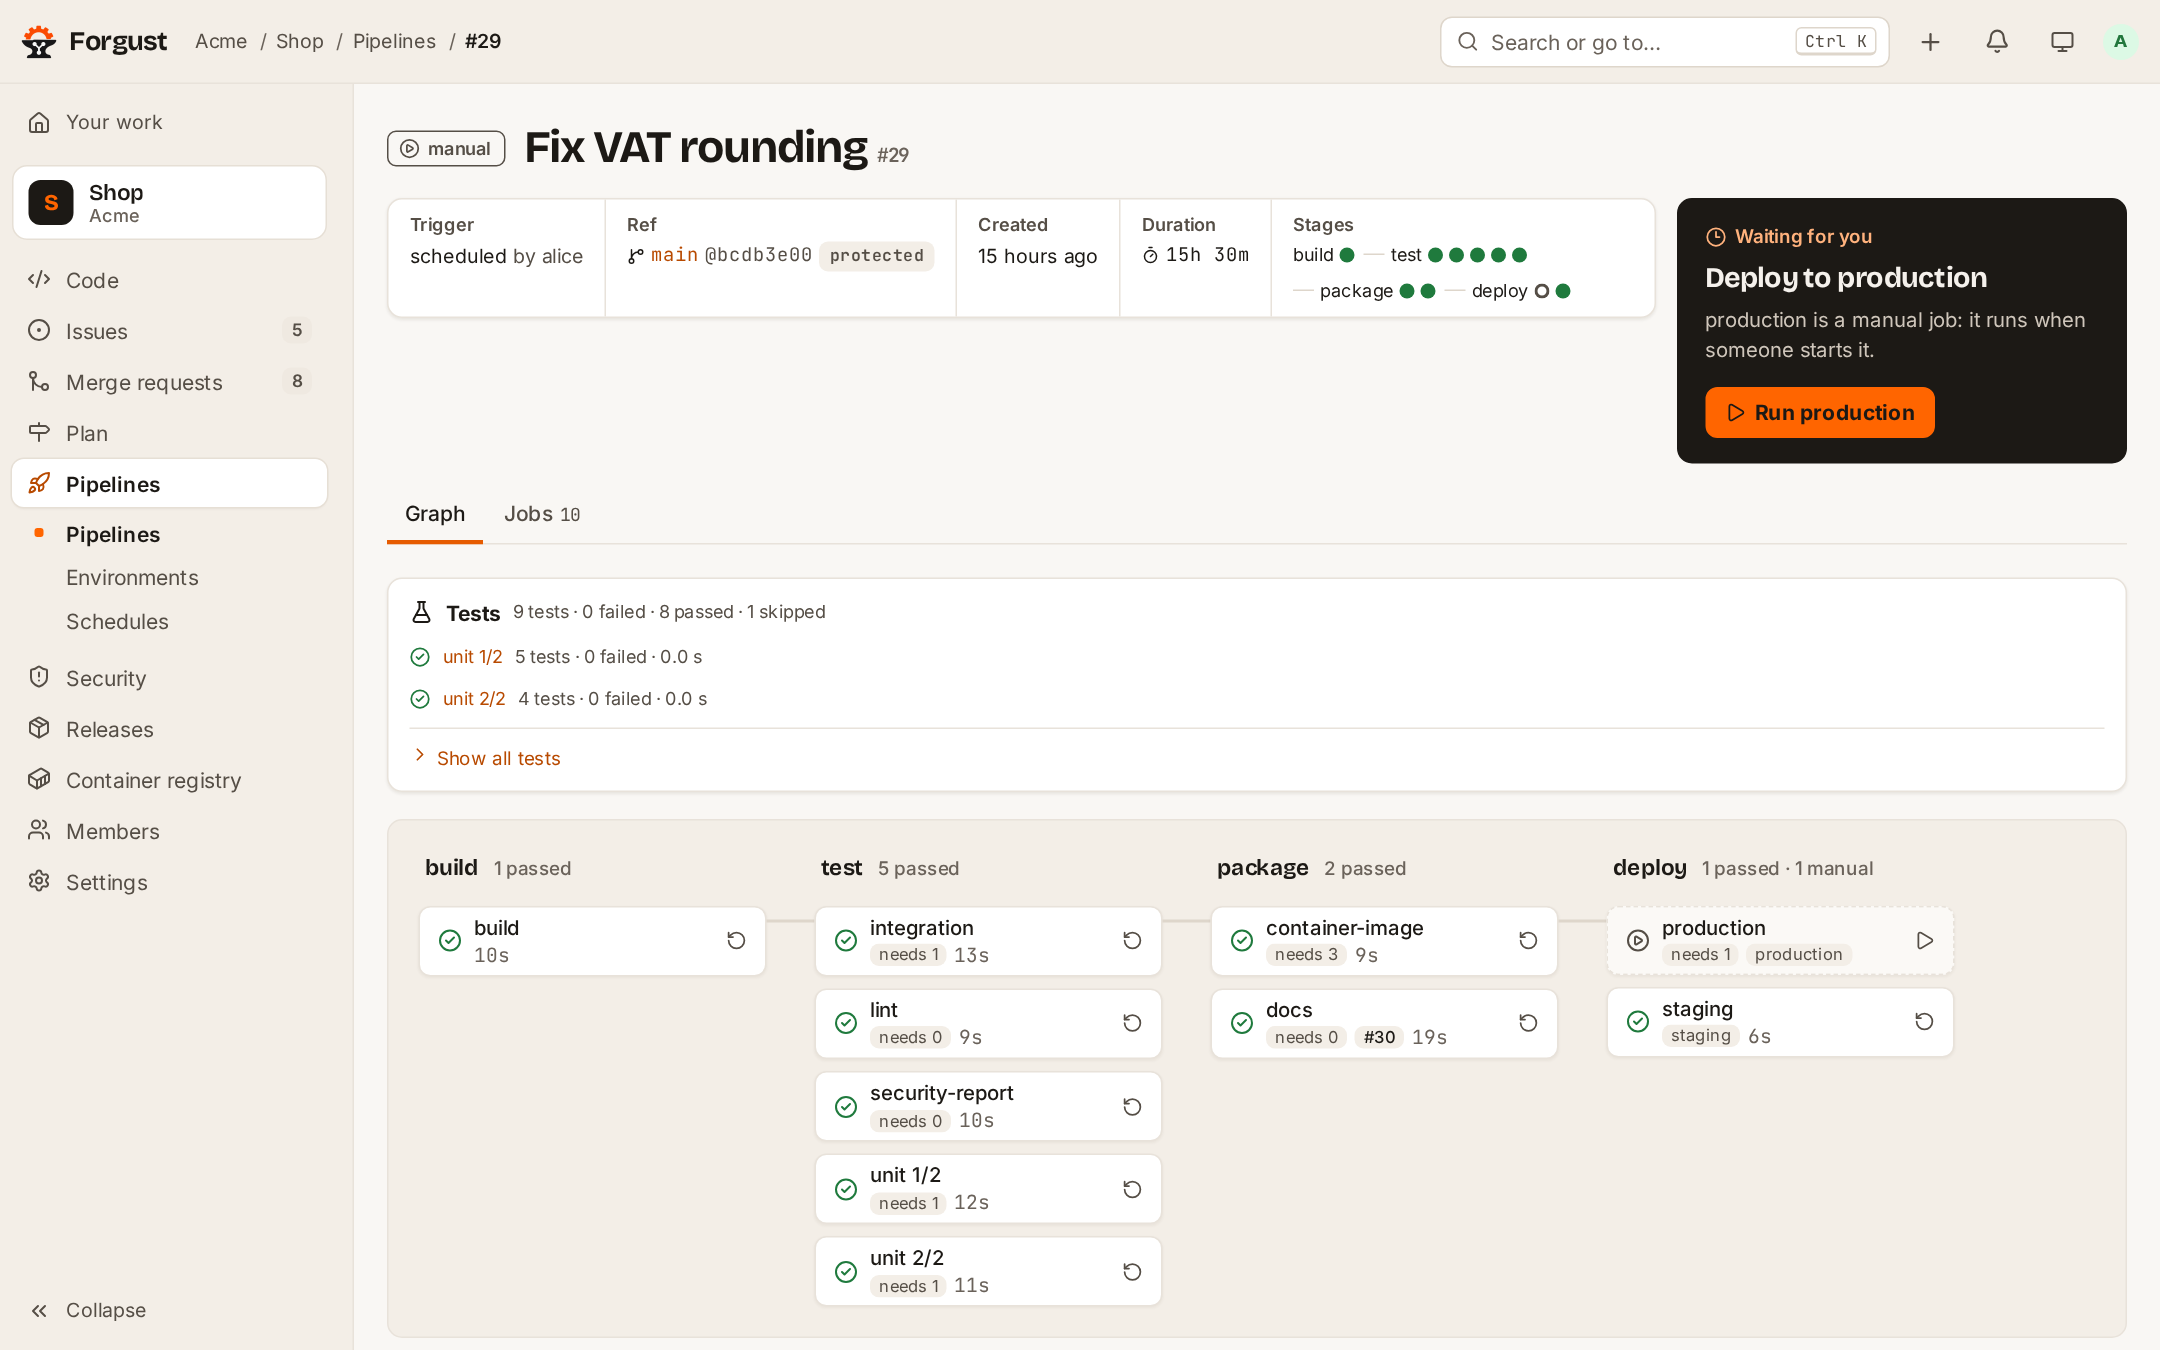 Forgust
Acme / Shop / Pipelines / #29
Search or go to...
Ctrl K
A
Your work
S
Shop
Acme
Code
Issues 5
Merge requests 8
Plan
Pipelines
Pipelines
Environments
Schedules
Security
Releases
Container registry
Members
Settings
Collapse
manual
Fix VAT rounding #29
Trigger
scheduled by alice
Ref
main @bcdb3e00 protected
Created
15 hours ago
Duration
15h 30m
Stages
build — test
— package — deploy
Waiting for you
Deploy to production
production is a manual job: it runs when
someone starts it.
Run production
Graph
Jobs 10
Tests 9 tests · 0 failed · 8 passed · 1 skipped
unit 1/2 5 tests · 0 failed · 0.0 s
unit 2/2 4 tests · 0 failed · 0.0 s
Show all tests
build 1 passed
build
10s
test 5 passed
integration
needs 1 13s
lint
needs 0 9s
security-report
needs 0 10s
unit 1/2
needs 1 12s
unit 2/2
needs 1 11s
package 2 passed
container-image
needs 3 9s
docs
needs 0 #30 19s
deploy 1 passed · 1 manual
production
needs 1 production
staging
staging 6s